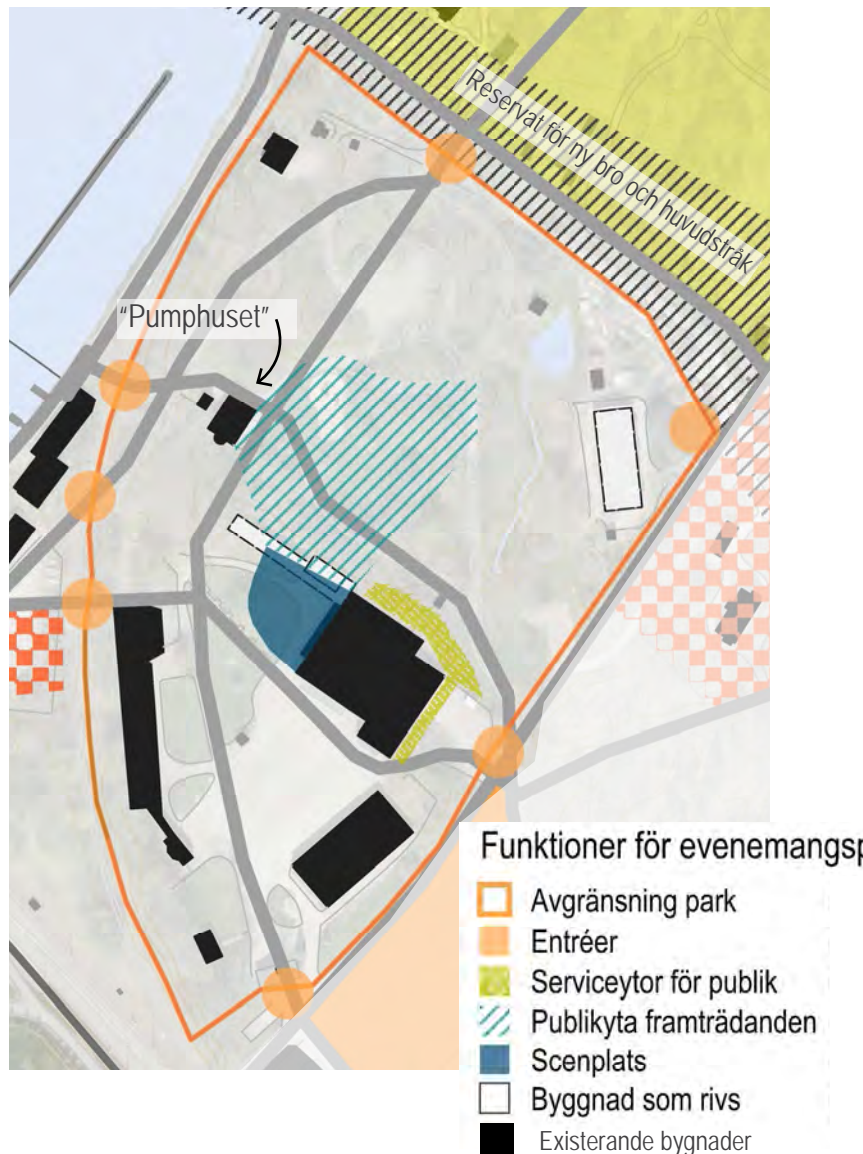 Reservat för ny bro och huvudstråk
"Pumphuset"
Funktioner för evenemangsp
Avgränsning park
Entréer
Serviceytor för publik
Publikyta framträdanden
Scenplats
Byggnad som rivs
Existerande bygnader